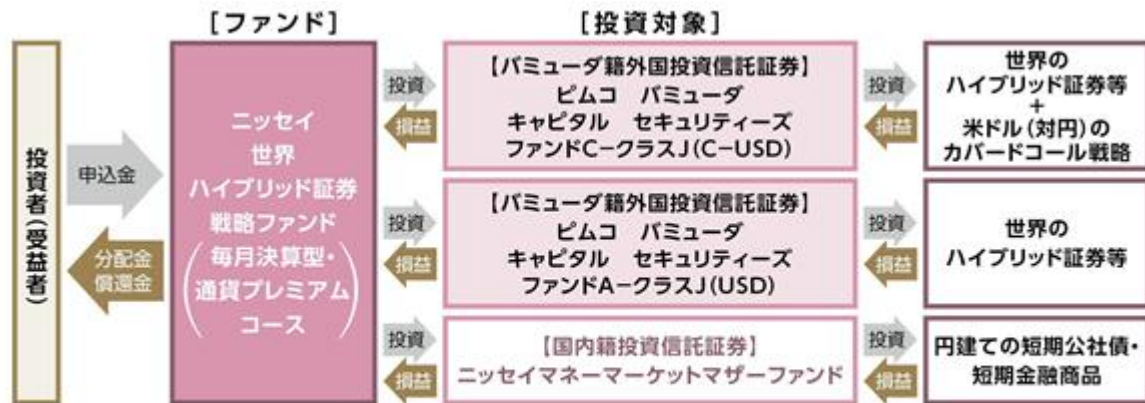 [ファンド]
[投資対象]
投資者(受益者)
申込金
分配金
償還金
ニッセイ
世界
ハイブリッド証券
戦略ファンド
(毎月決算型・
通貨プレミアム
コース)
投資
損益
【バミューダ籍外国投資信託証券】
ピムコ バミューダ
キャピタル セキュリティーズ
ファンドC-クラスJ(C-USD)
投資
損益
世界の
ハイブリッド証券等
+
米ドル(対円)の
カバードコール戦略
投資
損益
【バミューダ籍外国投資信託証券】
ピムコ バミューダ
キャピタル セキュリティーズ
ファンドA-クラスJ(USD)
投資
損益
世界の
ハイブリッド証券等
投資
損益
【国内籍投資信託証券】
ニッセイマネーマーケットマザーファンド
投資
損益
円建ての短期公社債・
短期金融商品